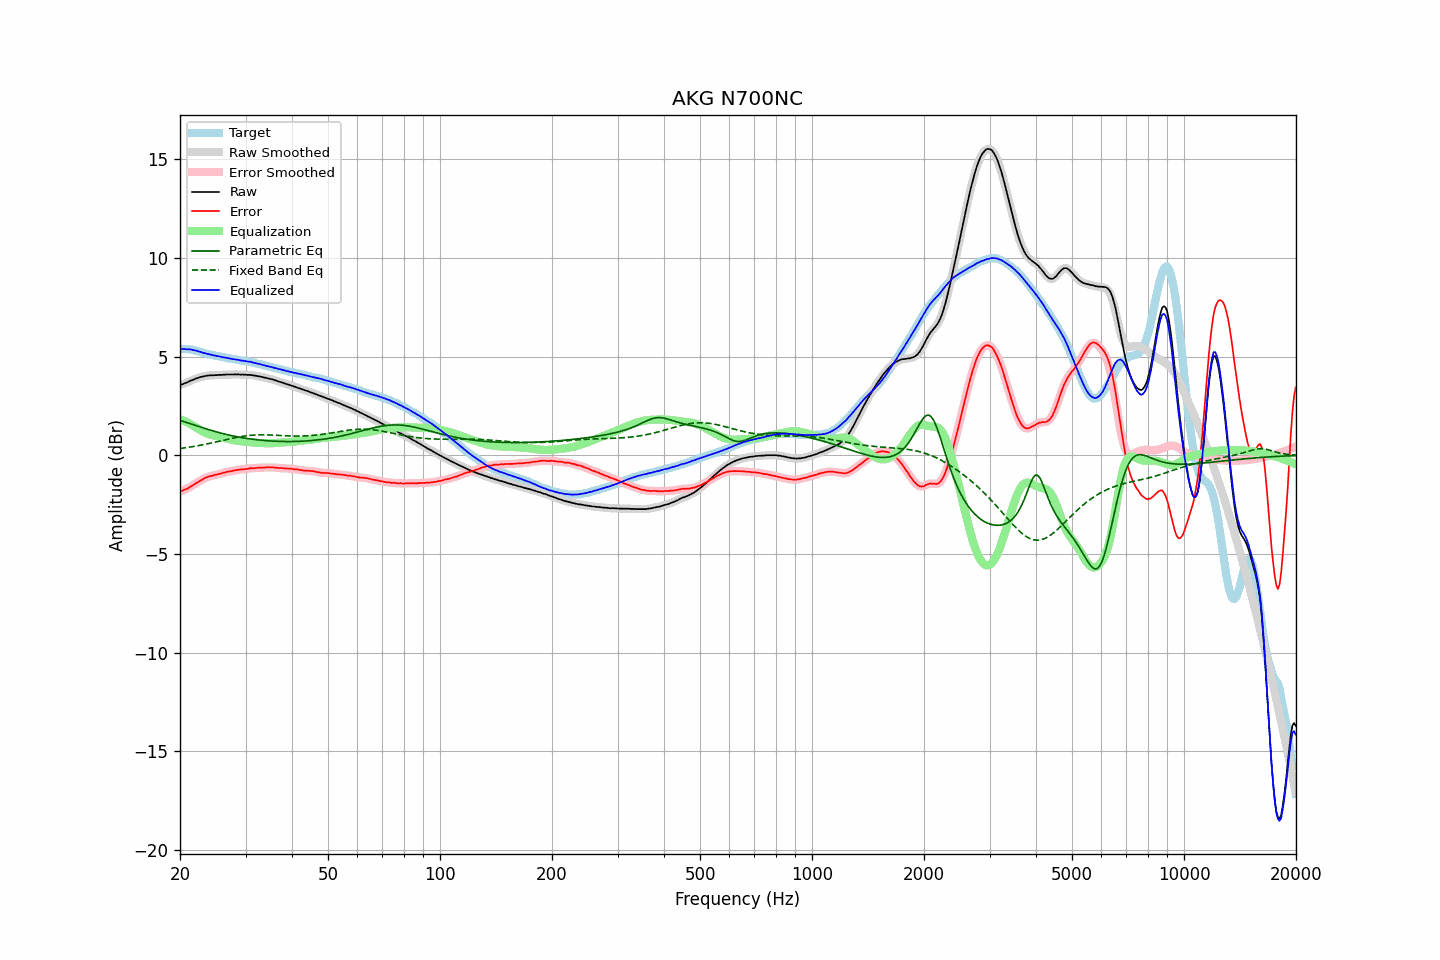 AKG N700NC
Target
Raw Smoothed
Error Smoothed
Raw
Error
Equalization
Parametric Eq
Fixed Band Eq
Equalized
Amplitude (dBr)
15
10
5
0
−5
−10
−15
−20
20 50 100 200 500 1000 2000 5000 10000 20000
Frequency (Hz)